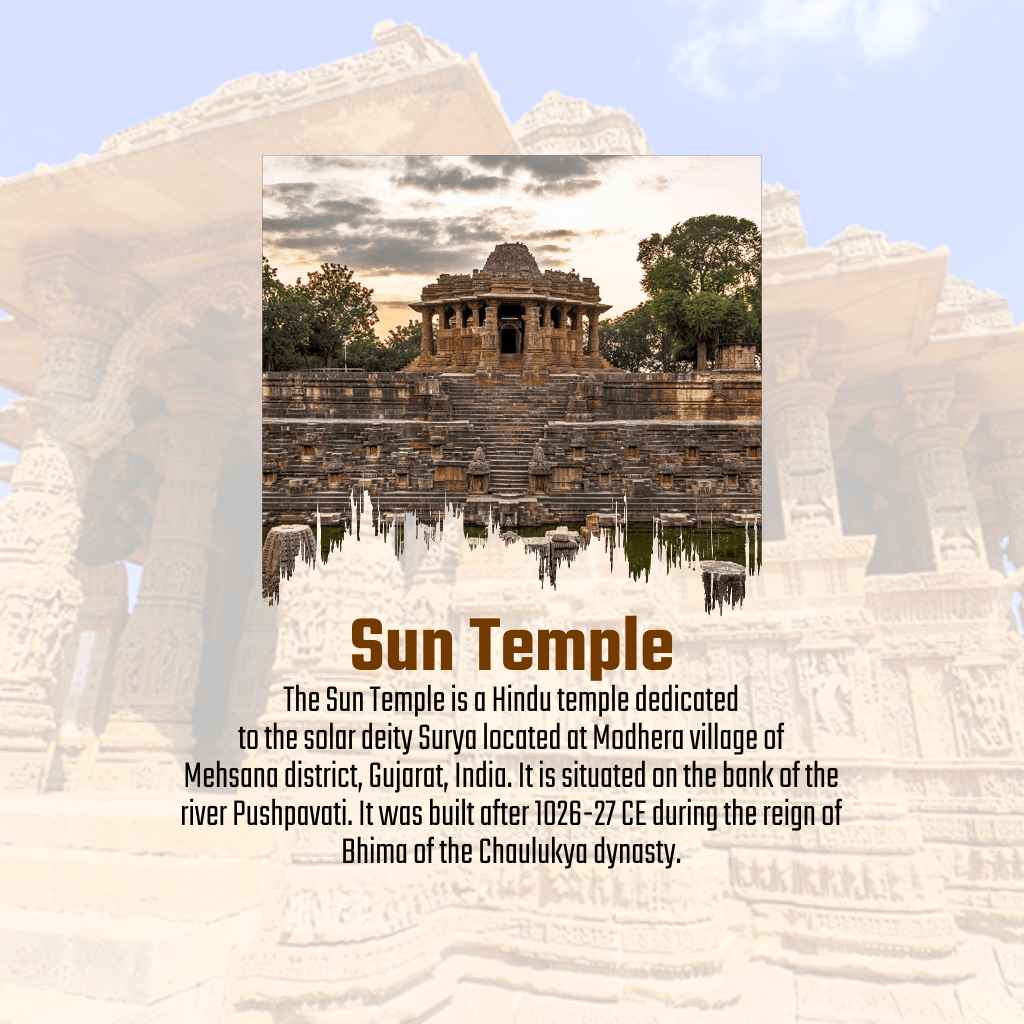 Sun Temple
The Sun Temple is a Hindu temple dedicated
to the solar deity Surya located at Modhera village of
Mehsana district, Gujarat, India. It is situated on the bank of the
river Pushpavati. It was built after 1026-27 CE during the reign of
Bhima of the Chaulukya dynasty.